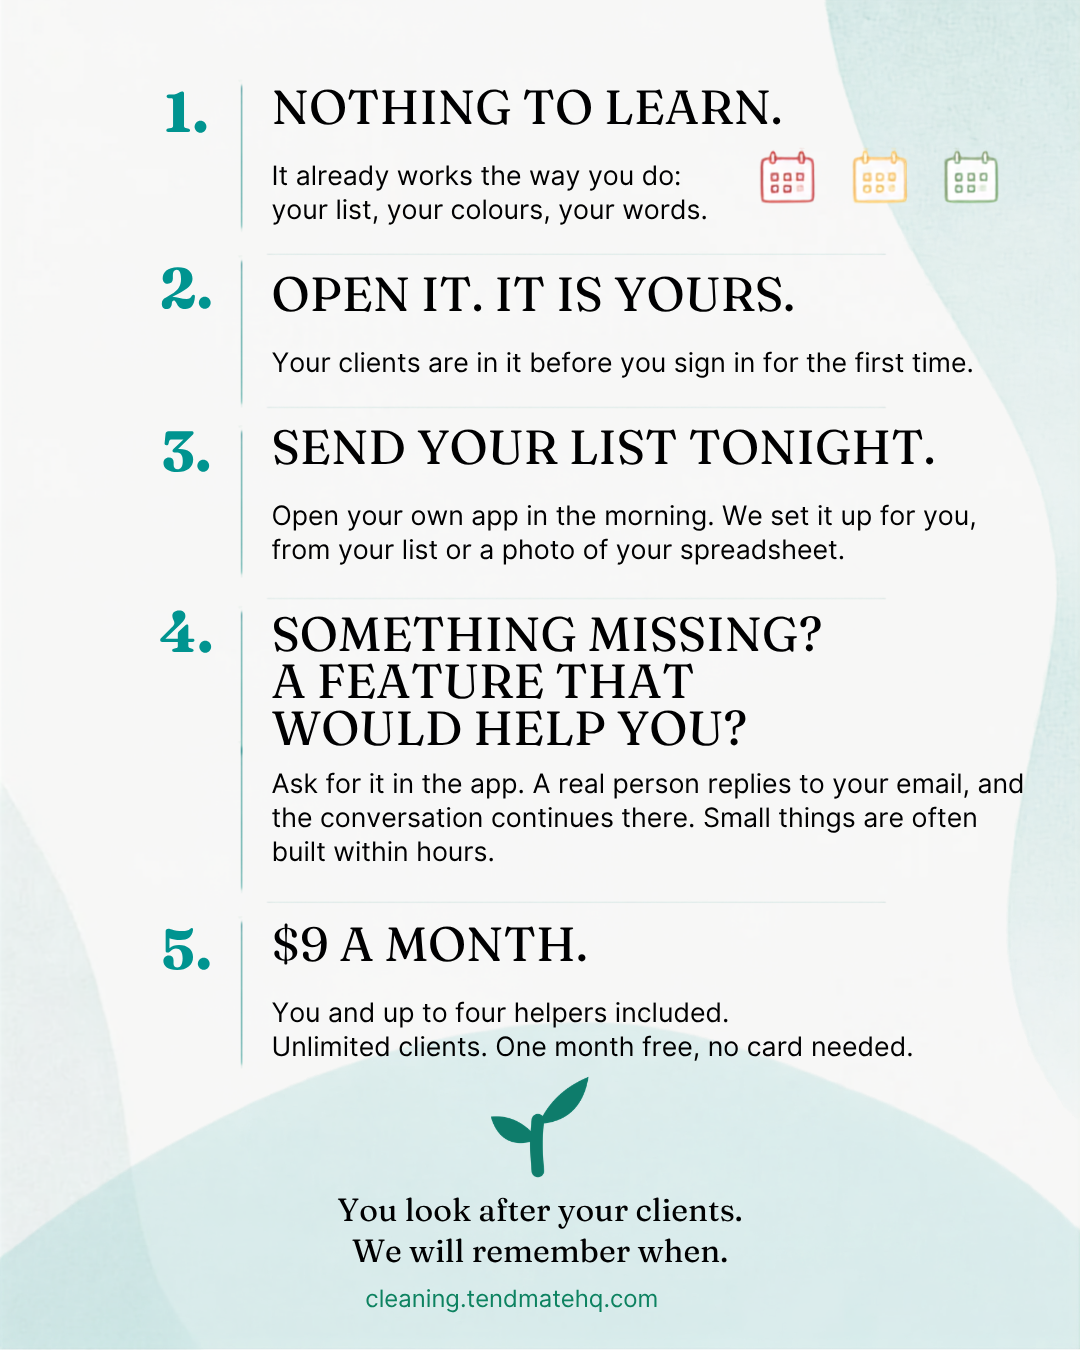 1.
NOTHING TO LEARN.
It already works the way you do:
your list, your colours, your words.
2.
OPEN IT. IT IS YOURS.
Your clients are in it before you sign in for the first time.
3.
SEND YOUR LIST TONIGHT.
Open your own app in the morning. We set it up for you,
from your list or a photo of your spreadsheet.
4.
SOMETHING MISSING?
A FEATURE THAT
WOULD HELP YOU?
Ask for it in the app. A real person replies to your email, and
the conversation continues there. Small things are often
built within hours.
5.
$9 A MONTH.
You and up to four helpers included.
Unlimited clients. One month free, no card needed.
You look after your clients.
We will remember when.
cleaning.tendmatehq.com